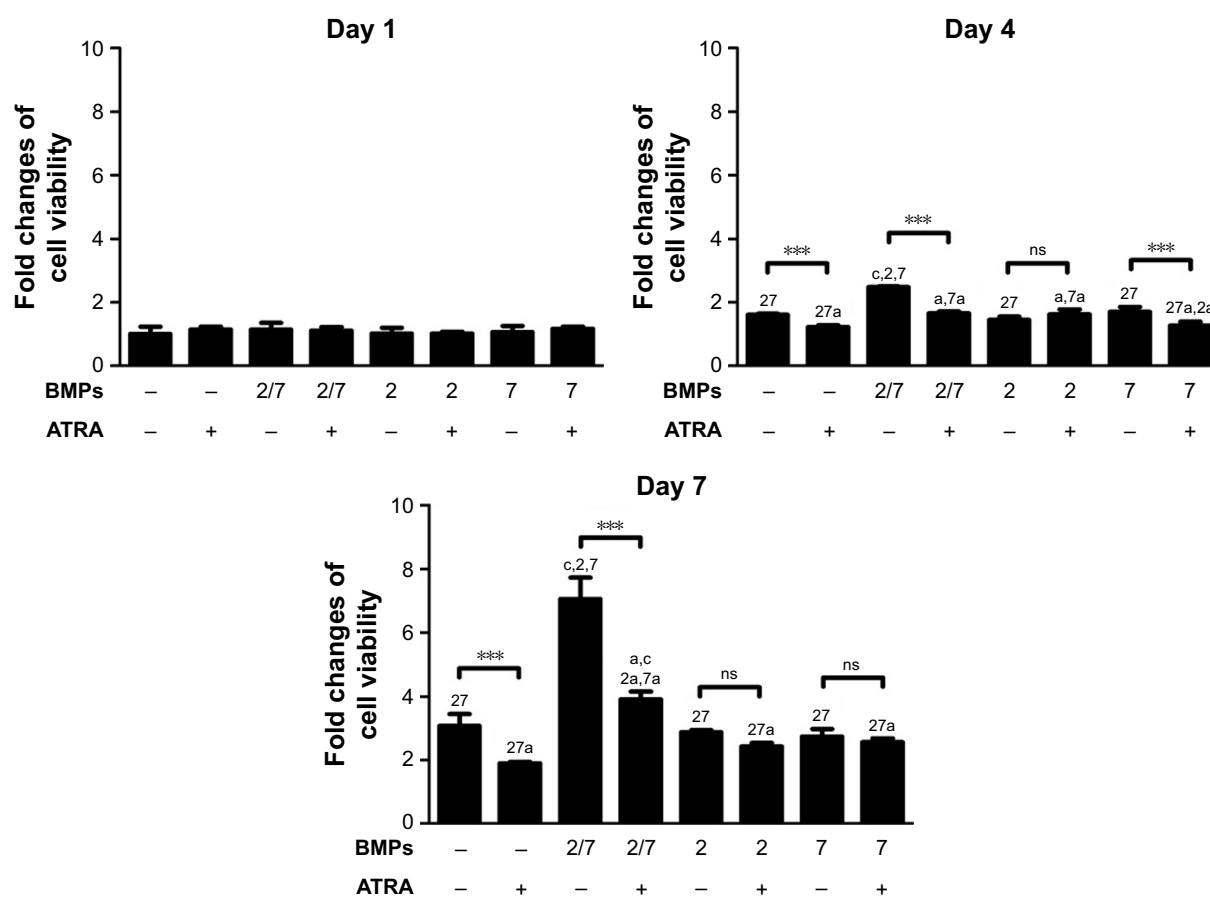 Day 1
Fold changes of
cell viability
10
8
6
4
2
0
BMPs – – 2/7 2/7 2 2 7 7
ATRA – + – + – + – +
Day 4
Fold changes of
cell viability
10
8
6
4
2
0
*** *** ns ***
27 27a c,2,7 a,7a 27 a,7a 27 27a,2a
BMPs – – 2/7 2/7 2 2 7 7
ATRA – + – + – + – +
Day 7
Fold changes of
cell viability
10
8
6
4
2
0
*** *** ns ns
27 27a c,2,7 a,c
2a,7a 27 27a 27 27a
BMPs – – 2/7 2/7 2 2 7 7
ATRA – + – + – + – +